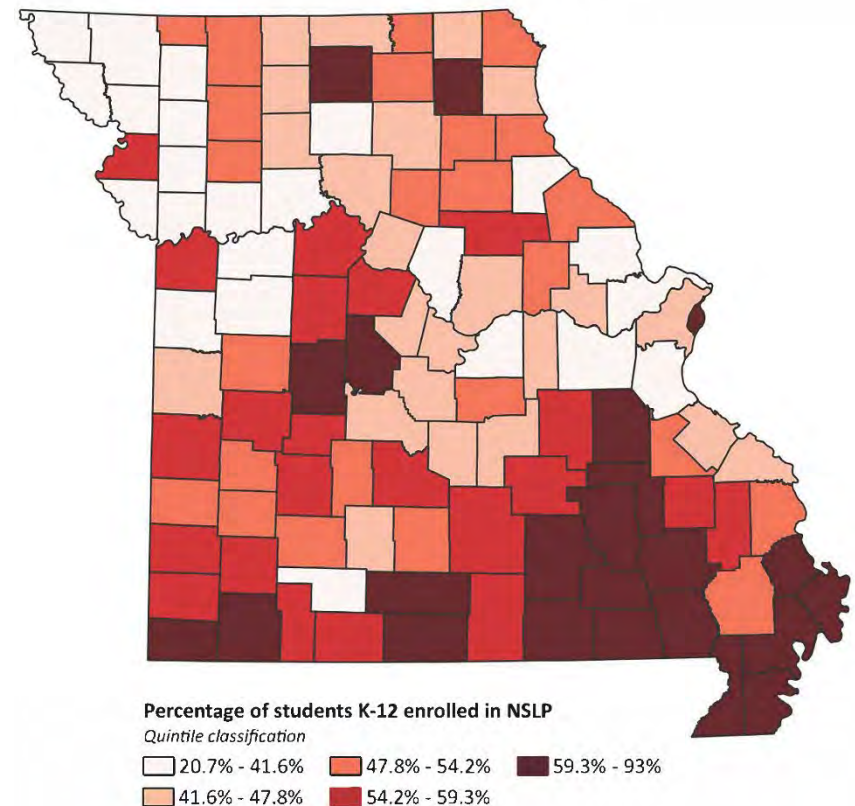 Percentage of students K-12 enrolled in NSLP
Quintile classification
20.7% - 41.6% 47.8% - 54.2% 59.3% - 93%
41.6% - 47.8% 54.2% - 59.3%